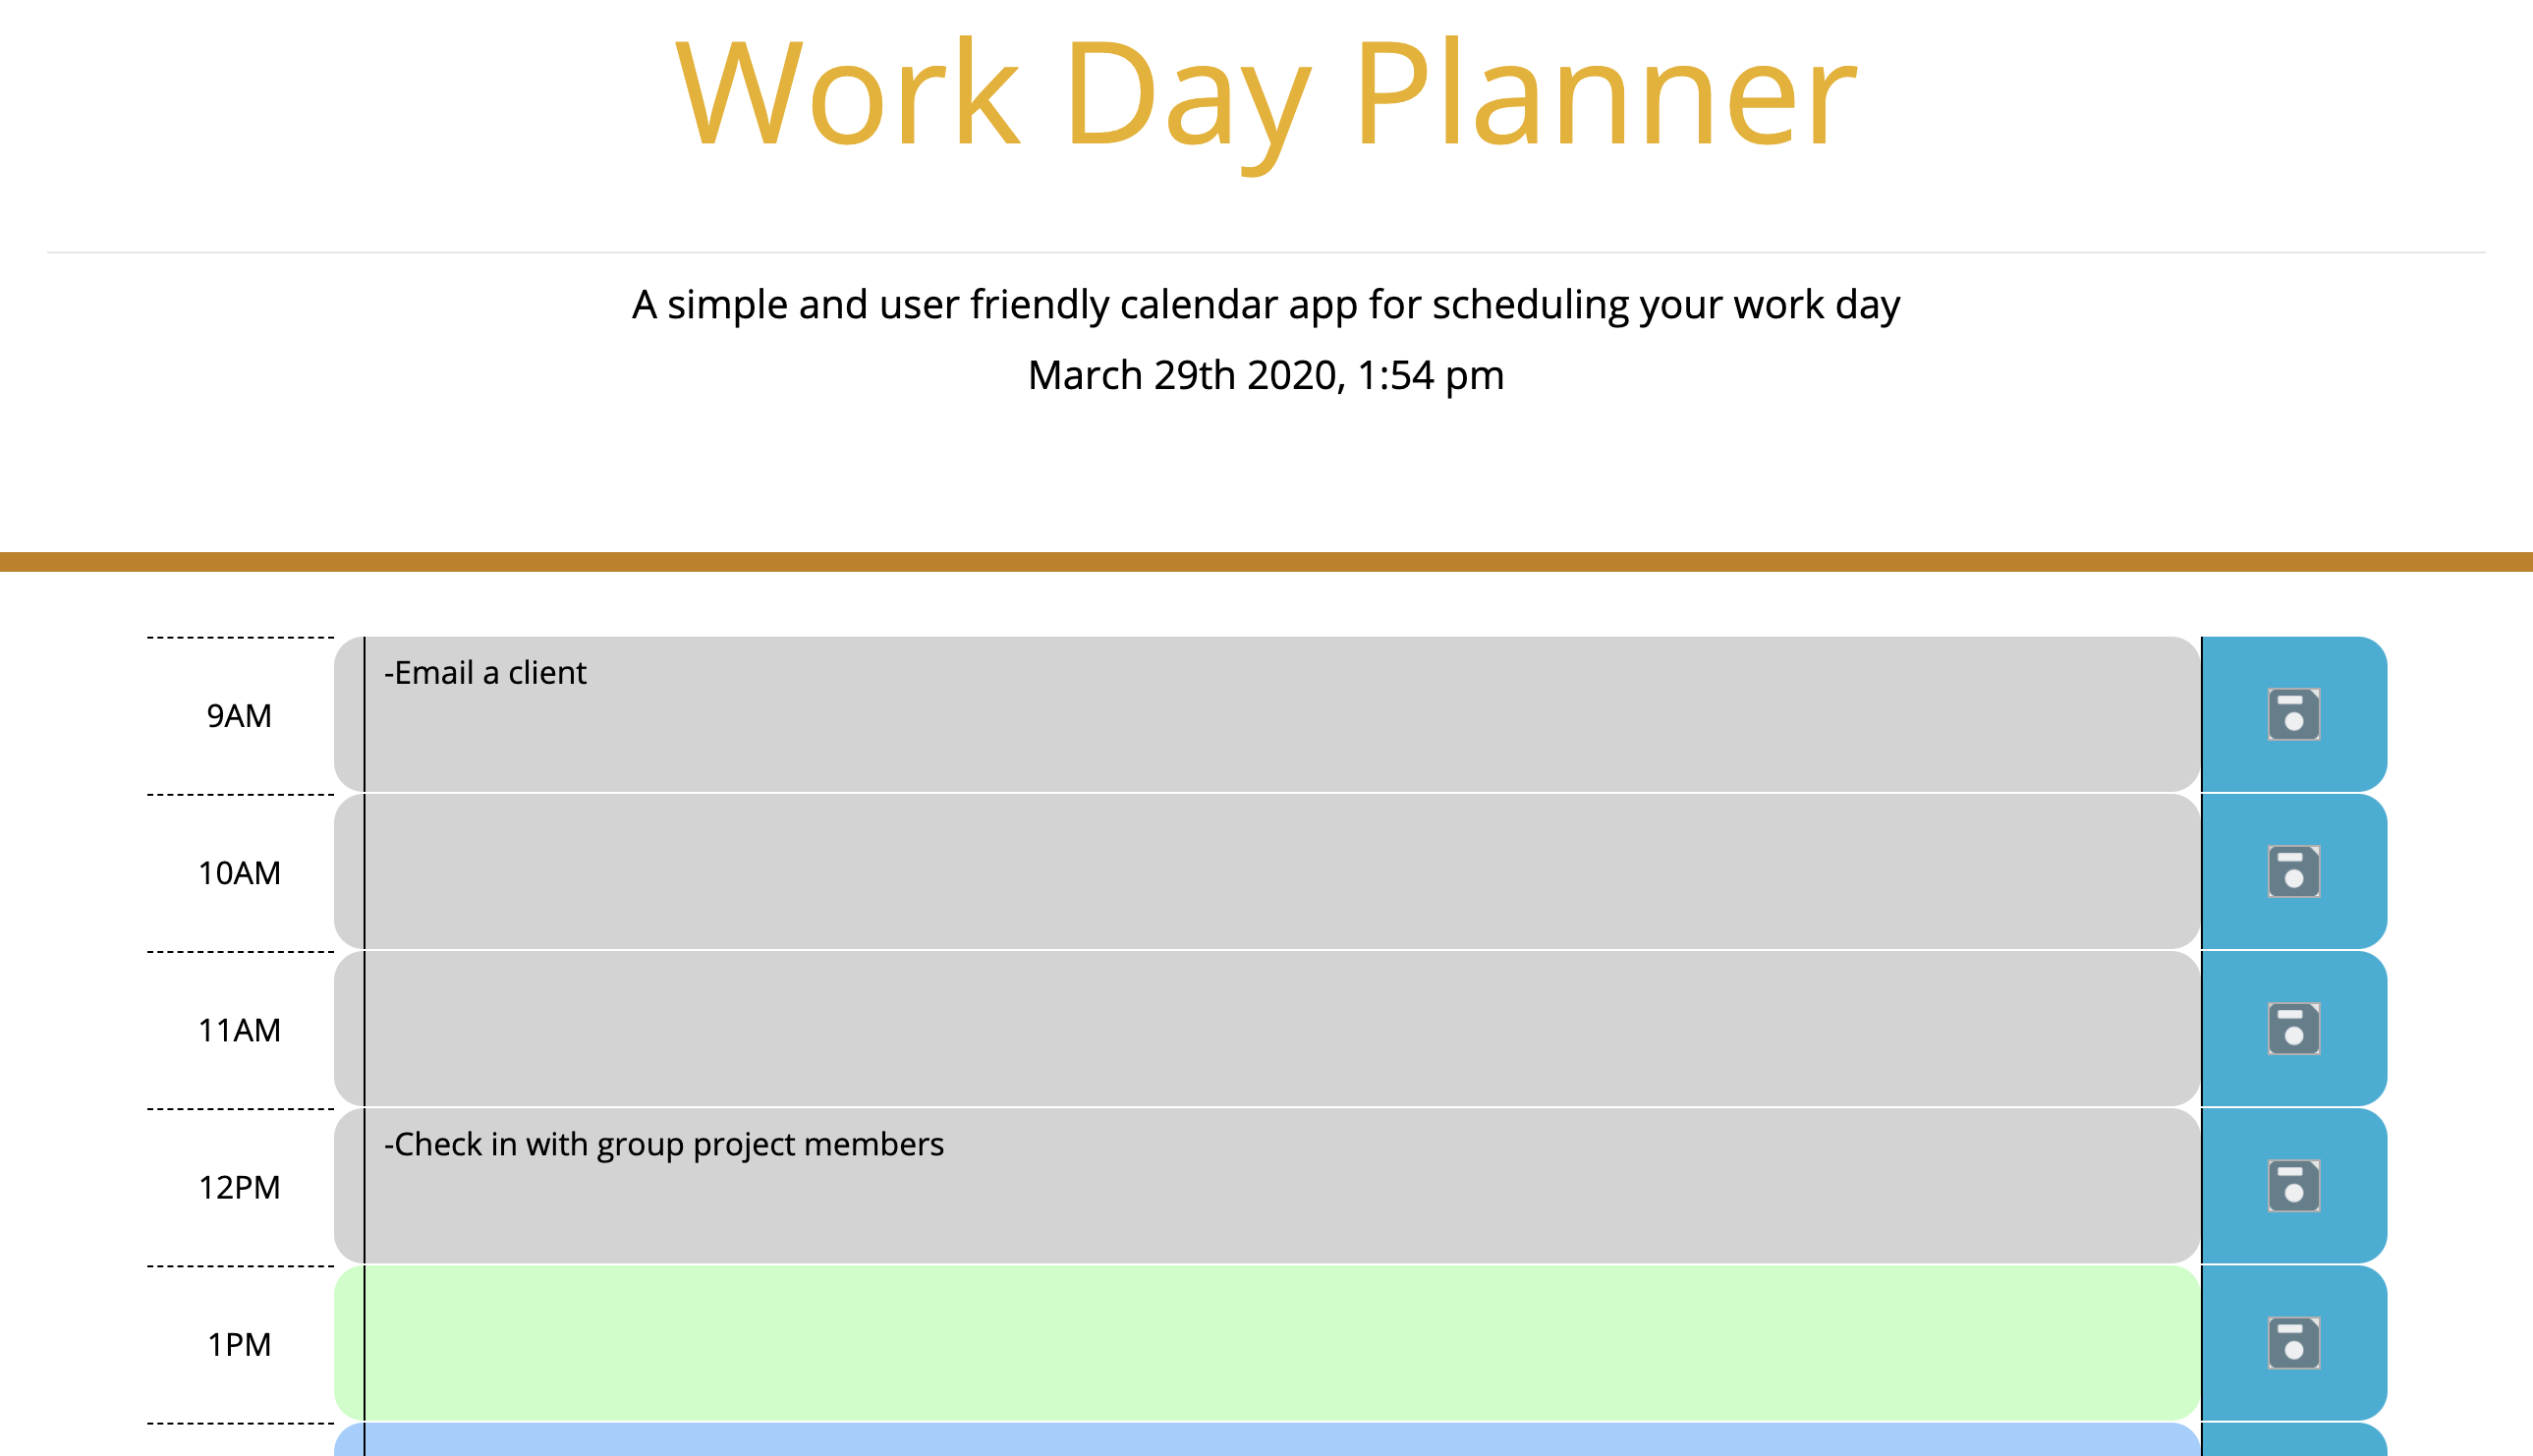 Work Day Planner
A simple and user friendly calendar app for scheduling your work day
March 29th 2020, 1:54 pm
9AM
-Email a client
10AM
11AM
12PM
-Check in with group project members
1PM